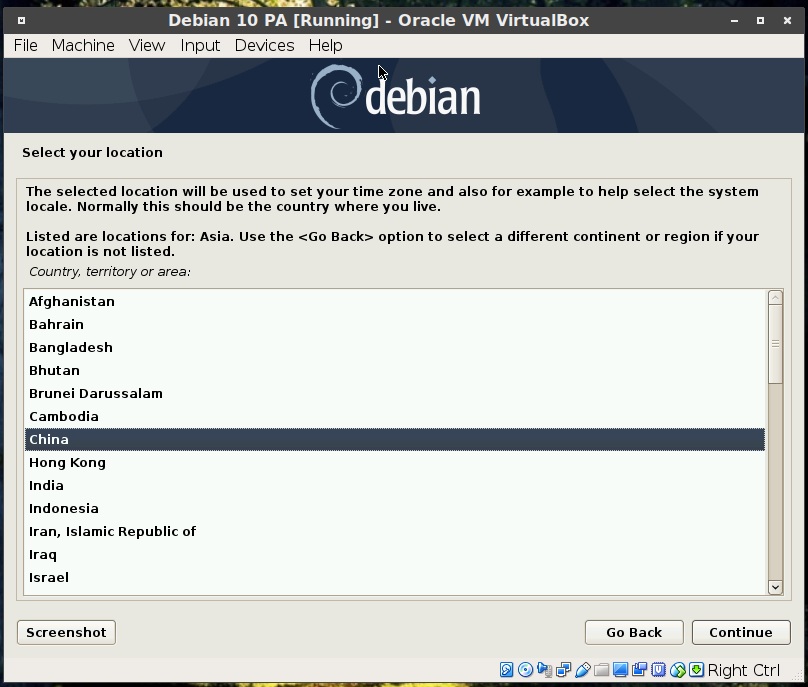 Debian 10 PA [Running] - Oracle VM VirtualBox
File Machine View Input Devices Help
debian
Select your location
The selected location will be used to set your time zone and also for example to help select the system
locale. Normally this should be the country where you live.
Listed are locations for: Asia. Use the <Go Back> option to select a different continent or region if your
location is not listed.
Country, territory or area:
Afghanistan
Bahrain
Bangladesh
Bhutan
Brunei Darussalam
Cambodia
China
Hong Kong
India
Indonesia
Iran, Islamic Republic of
Iraq
Israel
Screenshot Go Back Continue
Right Ctrl